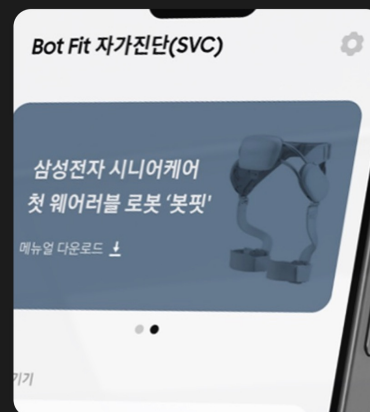 Bot Fit 자가진단(SVC)
삼성전자 시니어케어
첫 웨어러블 로봇 ‘봇핏’
메뉴얼 다운로드
기기